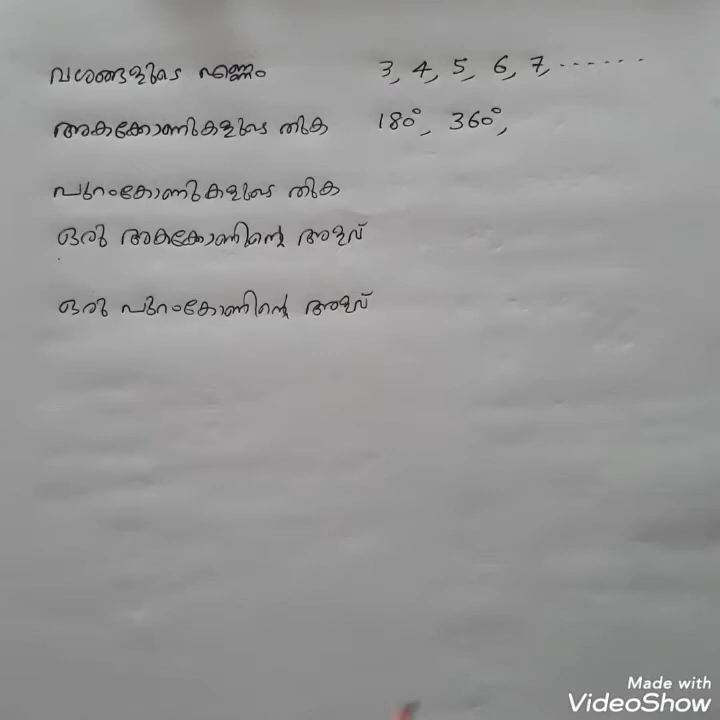 വശങ്ങളുടെ എണ്ണം 3, 4, 5, 6, 7, ......
അകക്കോണുകളുടെ തുക 180°, 360°,
പുറംകോണുകളുടെ തുക
ഒരു അകക്കോണിന്റെ അളവ്
ഒരു പുറംകോണിന്റെ അളവ്
Made with
VideoShow